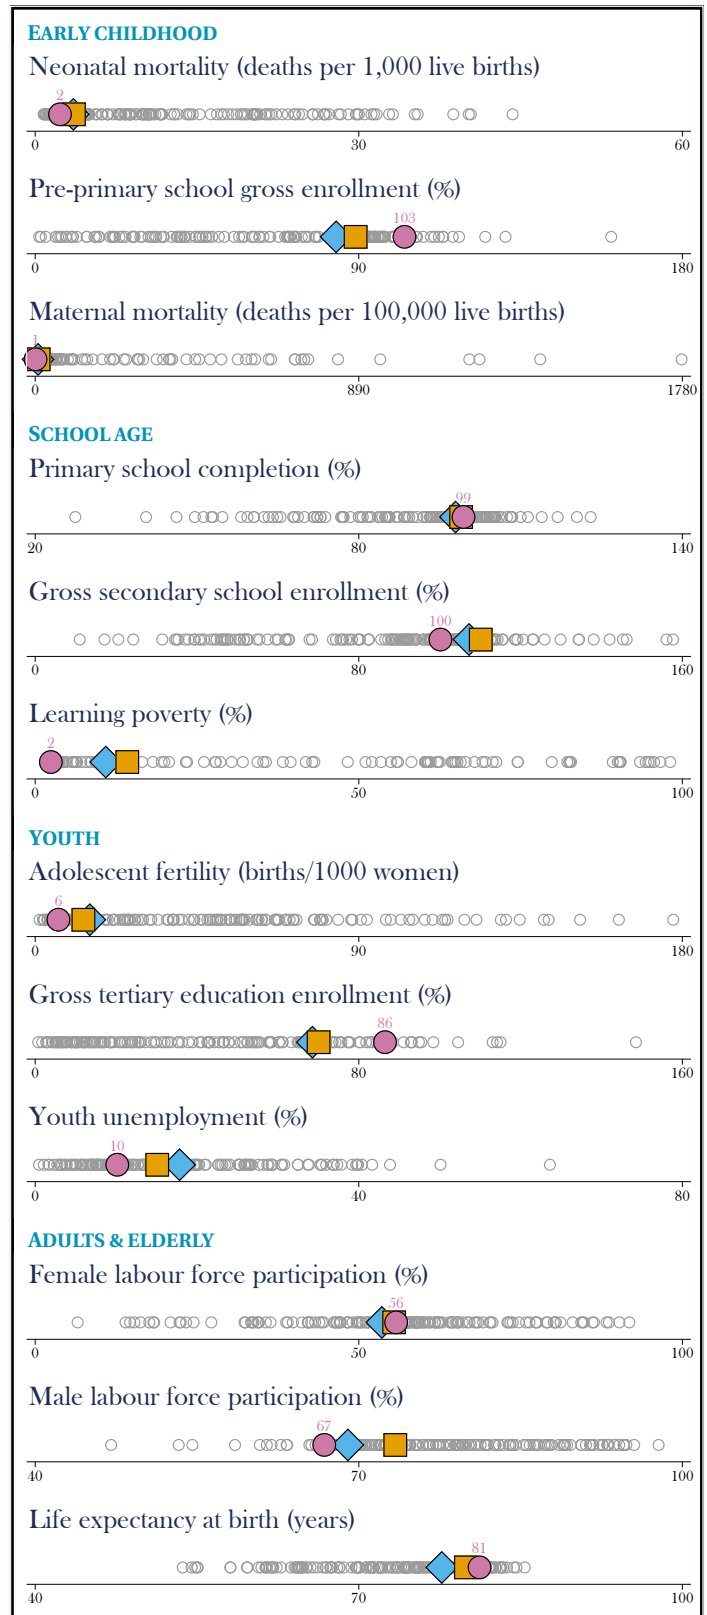 EARLY CHILDHOOD
Neonatal mortality (deaths per 1,000 live births)
2
0 30 60
Pre-primary school gross enrollment (%)
103
0 90 180
Maternal mortality (deaths per 100,000 live births)
1
0 890 1780
SCHOOL AGE
Primary school completion (%)
99
20 80 140
Gross secondary school enrollment (%)
100
0 80 160
Learning poverty (%)
2
0 50 100
YOUTH
Adolescent fertility (births/1000 women)
6
0 90 180
Gross tertiary education enrollment (%)
86
0 80 160
Youth unemployment (%)
10
0 40 80
ADULTS & ELDERLY
Female labour force participation (%)
56
0 50 100
Male labour force participation (%)
67
40 70 100
Life expectancy at birth (years)
81
40 70 100